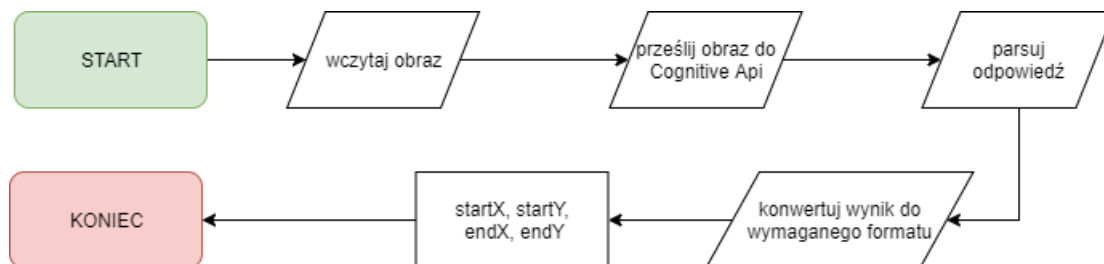 START
wczytaj obraz
prześlij obraz do
Cognitive Api
parsuj
odpowiedź
konwertuj wynik do
wymaganego formatu
startX, startY,
endX, endY
KONIEC